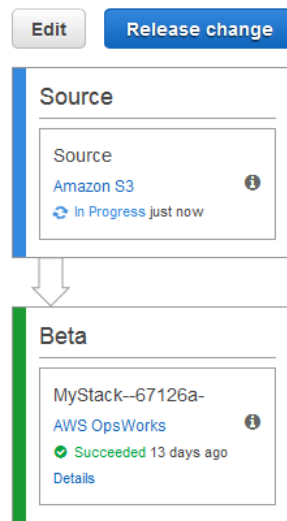 Edit
Release change
Source
Source
Amazon S3
In Progress just now
Beta
MyStack--67126a-
AWS OpsWorks
Succeeded 13 days ago
Details